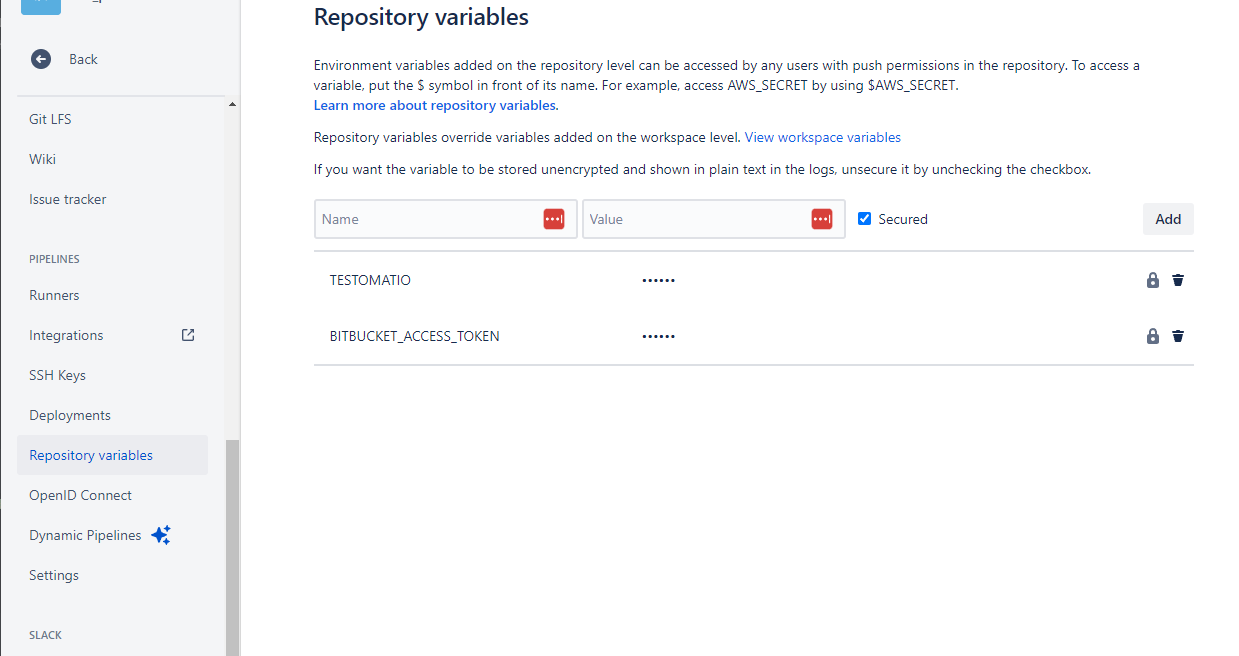 Back
Git LFS
Wiki
Issue tracker
PIPELINES
Runners
Integrations
SSH Keys
Deployments
Repository variables
OpenID Connect
Dynamic Pipelines
Settings
SLACK
Repository variables
Environment variables added on the repository level can be accessed by any users with push permissions in the repository. To access a
variable, put the $ symbol in front of its name. For example, access AWS_SECRET by using $AWS_SECRET.
Learn more about repository variables.
Repository variables override variables added on the workspace level. View workspace variables
If you want the variable to be stored unencrypted and shown in plain text in the logs, unsecure it by unchecking the checkbox.
Name Value Secured Add
TESTOMATIO ••••••
BITBUCKET_ACCESS_TOKEN ••••••